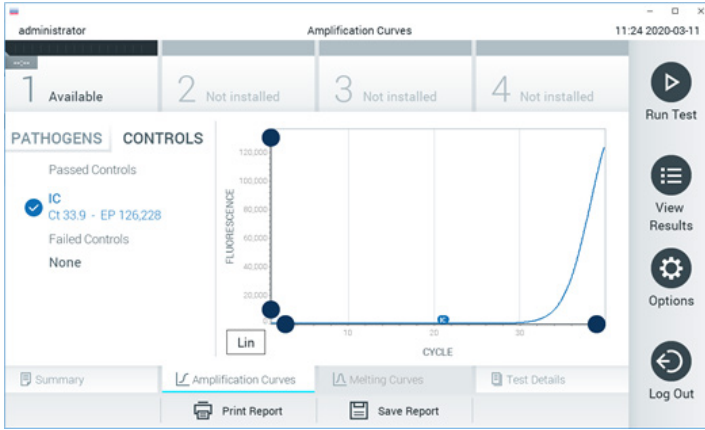 administrator Amplification Curves 11:24 2020-03-11
--:--
1 Available 2 Not installed 3 Not installed 4 Not installed
Run Test
PATHOGENS CONTROLS
Passed Controls
IC
Ct 33.9 - EP 126,228
Failed Controls
None
FLUORESCENCE
120,000
100,000
80,000
60,000
40,000
20,000
0
IC
10 20 30
CYCLE
Lin
View
Results
Options
Log Out
Summary Amplification Curves Melting Curves Test Details
Print Report Save Report